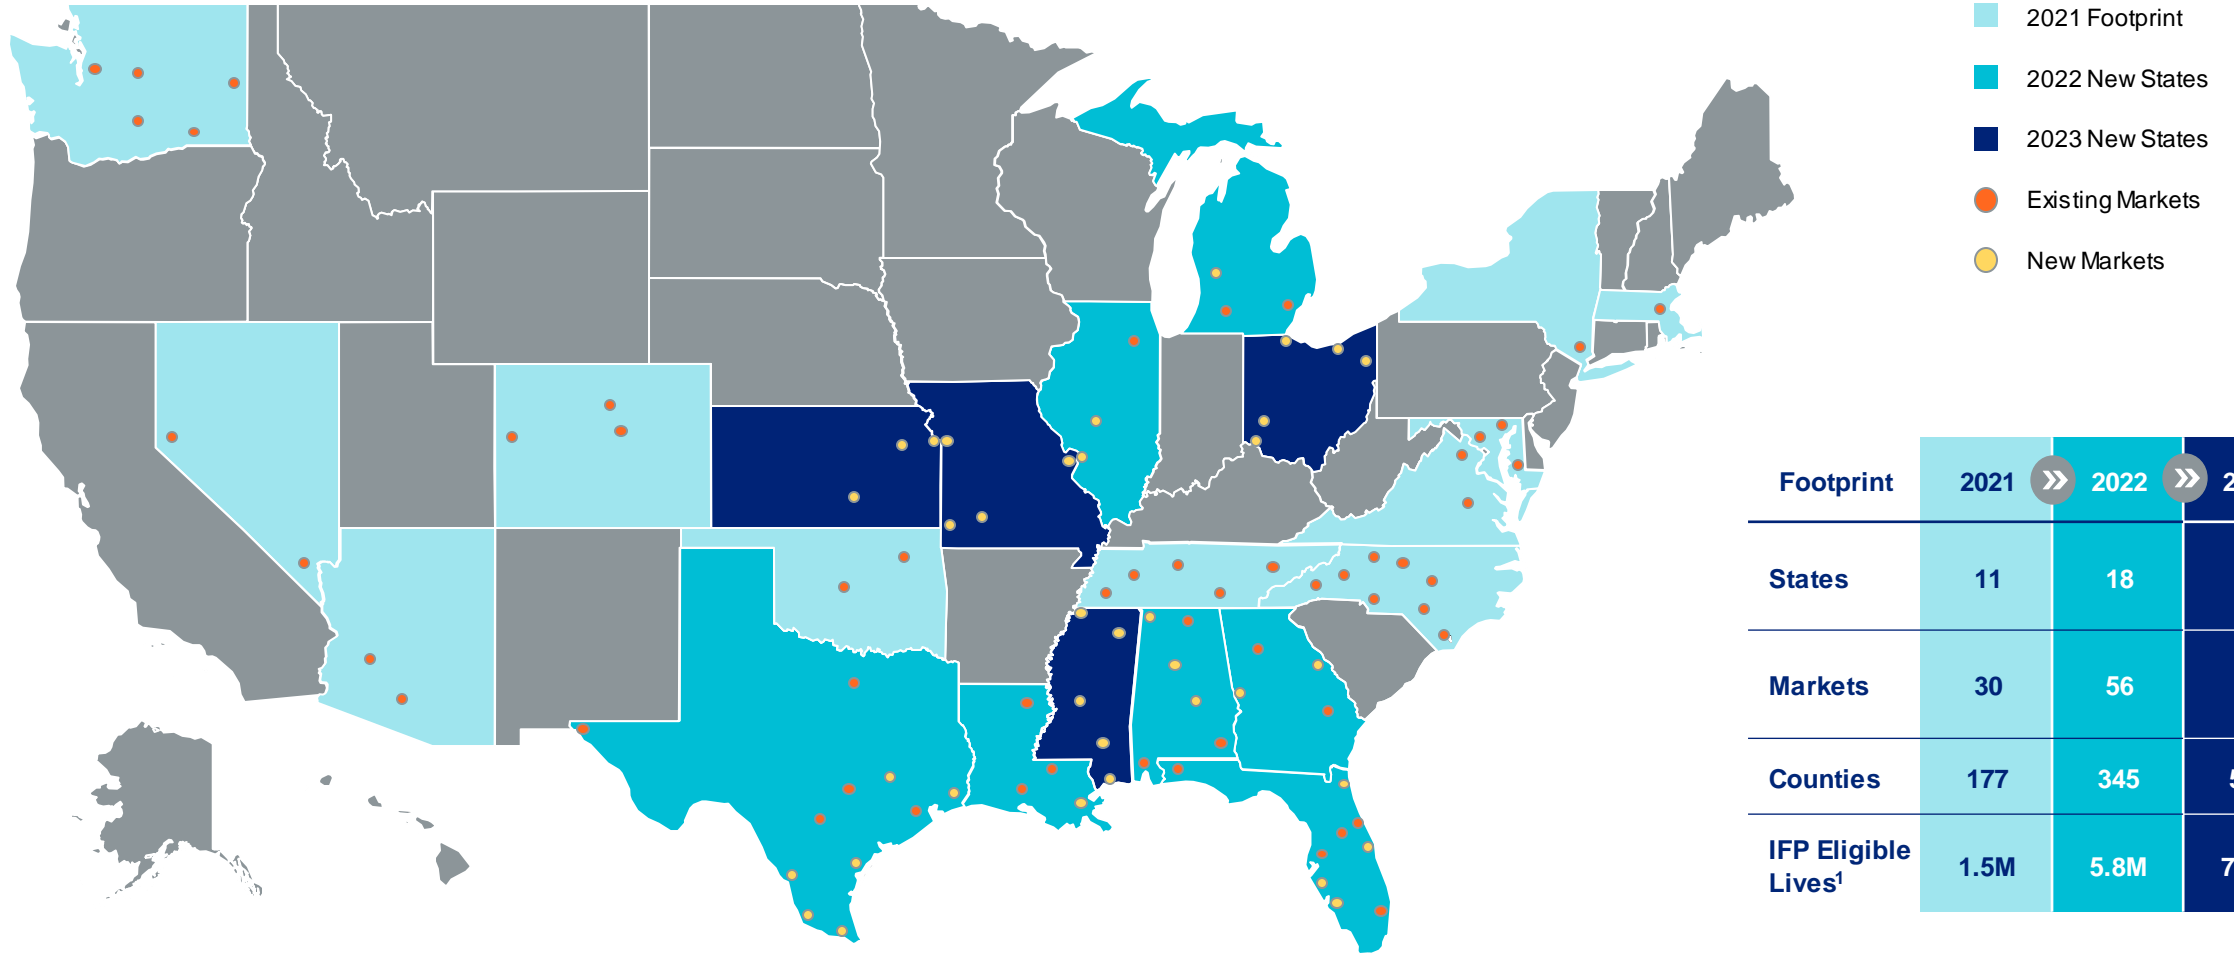 2021 Footprint
2022 New States
2023 New States
Existing Markets
New Markets
Footprint 2021 2022
States 11 18
Markets 30 56
Counties 177 345
IFP Eligible
Lives¹ 1.5M 5.8M